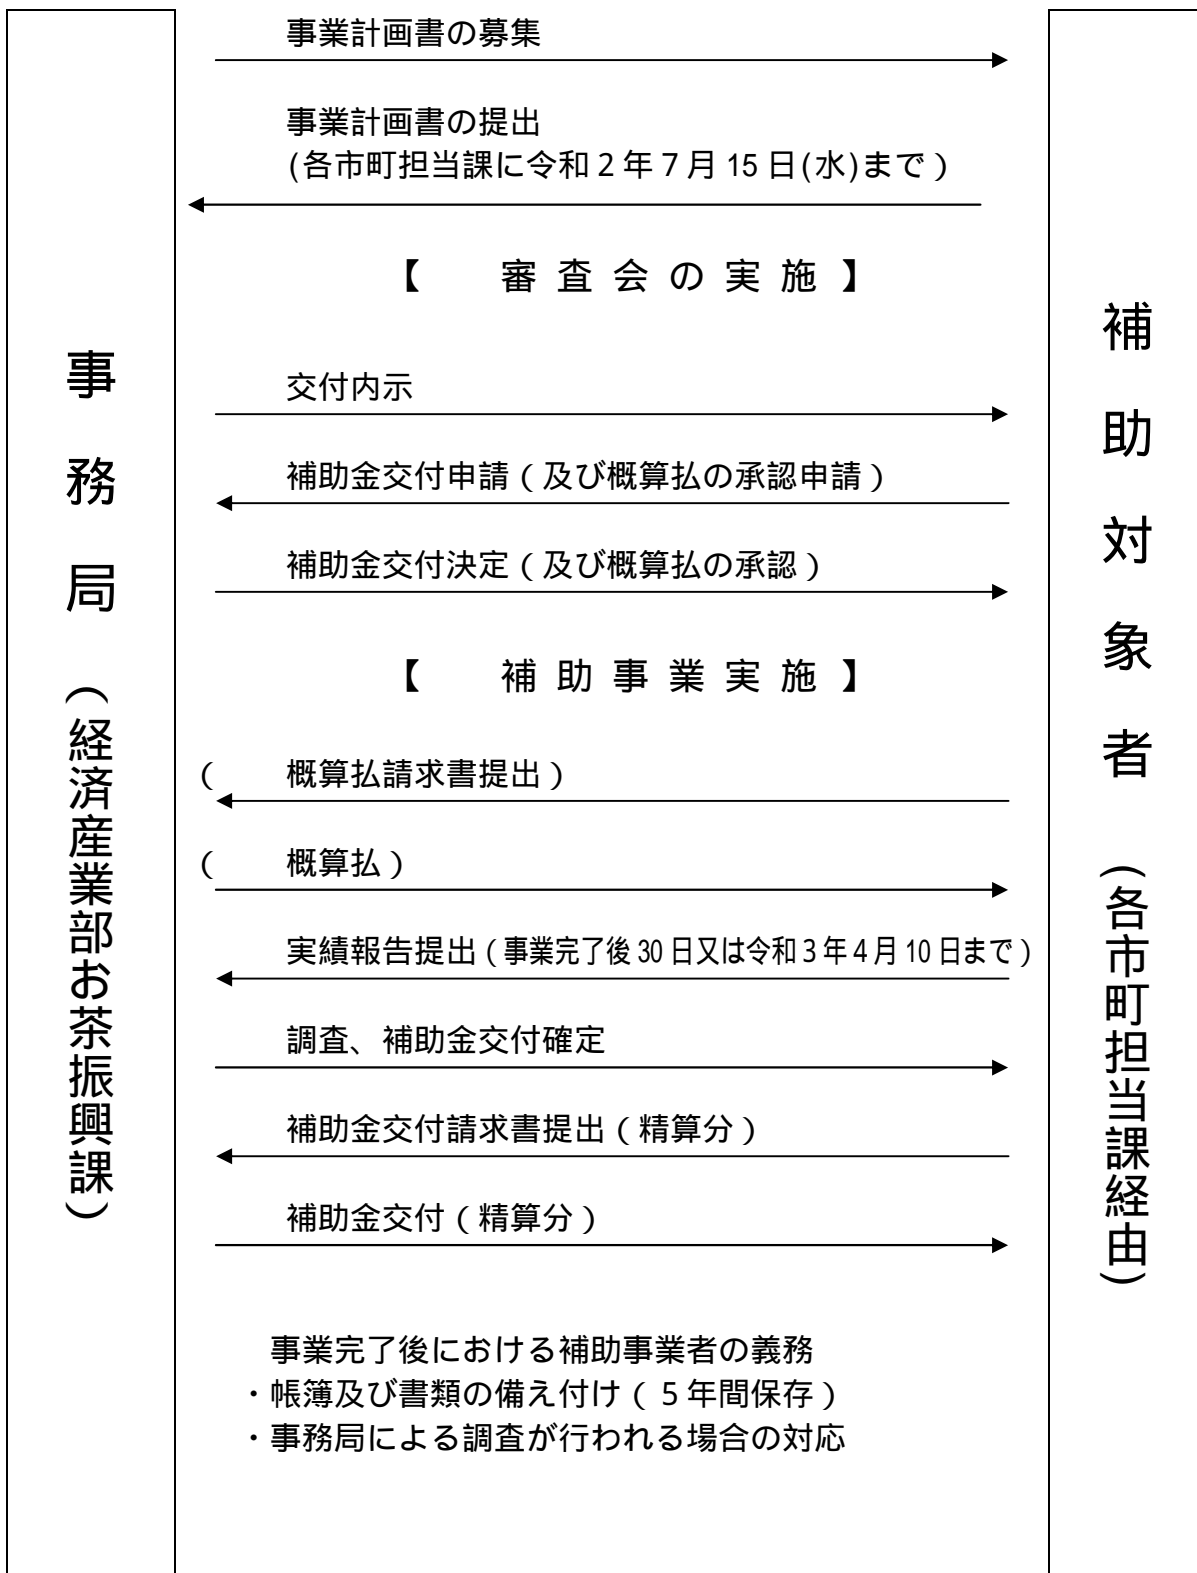 事業計画書の募集
事業計画書の提出
(各市町担当課に令和２年７月15日(水)まで）
【　審査会の実施】
交付内示
補助金交付申請（及び概算払の承認申請）
補助金交付決定（及び概算払の承認）
【　補助事業実施】
(　概算払請求書提出）
(　概算払）
実績報告提出（事業完了後30日又は令和３年４月10日まで）
調査、補助金交付確定
補助金交付請求書提出（精算分）
補助金交付（精算分）
事業完了後における補助事業者の義務
・帳簿及び書類の備え付け（５年間保存）
・事務局による調査が行われる場合の対応
事務局（経済産業部お茶振興課）
補助対象者（各市町担当課経由）